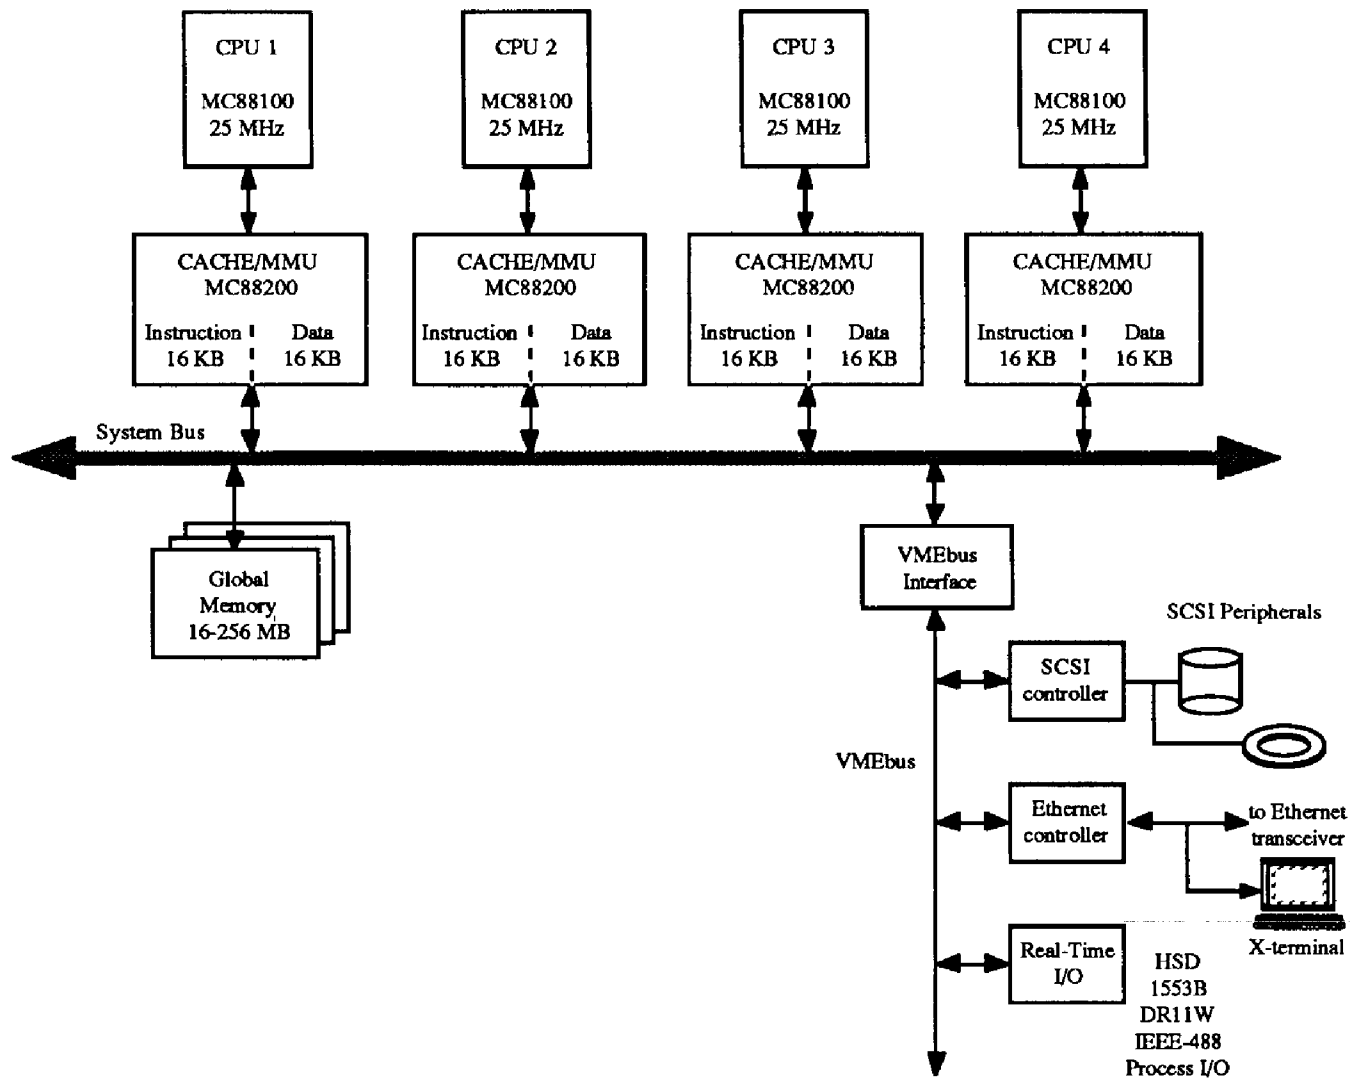 CPU 1
MC88100
25 MHz
CPU 2
MC88100
25 MHz
CPU 3
MC88100
25 MHz
CPU 4
MC88100
25 MHz
CACHE/MMU
MC88200
Instruction Data
16 KB 16 KB
CACHE/MMU
MC88200
Instruction Data
16 KB 16 KB
CACHE/MMU
MC88200
Instruction Data
16 KB 16 KB
CACHE/MMU
MC88200
Instruction Data
16 KB 16 KB
System Bus
Global
Memory
16-256 MB
VMEbus
Interface
SCSI Peripherals
SCSI
controller
VMEbus
Ethernet
controller
to Ethernet
transceiver
X-terminal
Real-Time
I/O
HSD
1553B
DR11W
IEEE-488
Process I/O